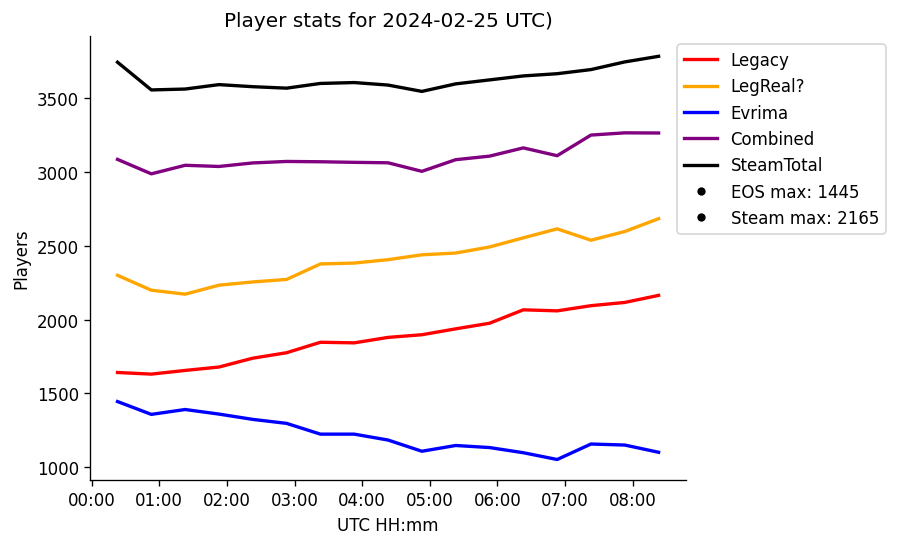 Player stats for 2024-02-25 UTC)
Legacy
LegReal?
Evrima
Combined
SteamTotal
EOS max: 1445
Steam max: 2165
Players
3500
3000
2500
2000
1500
1000
00:00 01:00 02:00 03:00 04:00 05:00 06:00 07:00 08:00
UTC HH:mm